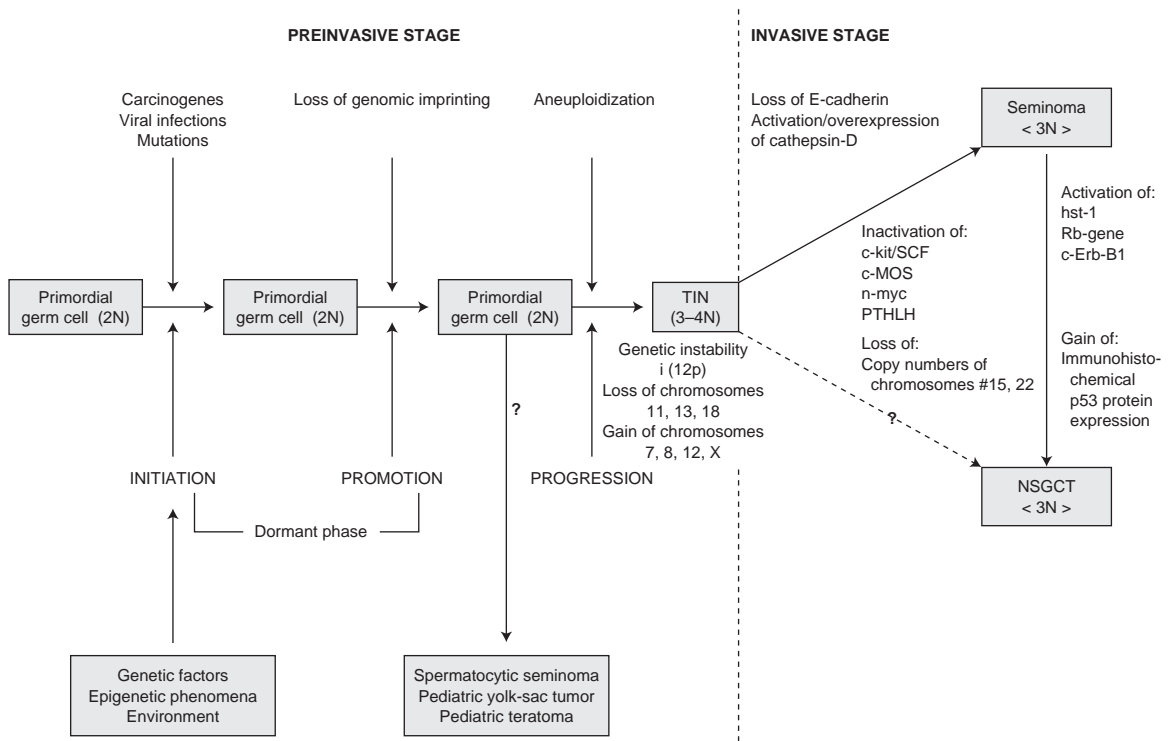 PREINVASIVE STAGE
INVASIVE STAGE
Carcinogenes
Viral infections
Mutations
Loss of genomic imprinting
Aneuploidization
Loss of E-cadherin
Activation/overexpression
of cathepsin-D
Seminoma
< 3N >
Activation of:
hst-1
Rb-gene
c-Erb-B1
Inactivation of:
c-kit/SCF
c-MOS
n-myc
PTHLH
Primordial
germ cell (2N)
Primordial
germ cell (2N)
Primordial
germ cell (2N)
TIN
(3–4N)
Genetic instability
i (12p)
Loss of chromosomes
11, 13, 18
Gain of chromosomes
7, 8, 12, X
Loss of:
Copy numbers of
chromosomes #15, 22
Gain of:
Immunohisto-
chemical
p53 protein
expression
?
?
INITIATION
PROMOTION
PROGRESSION
NSGCT
< 3N >
Dormant phase
Genetic factors
Epigenetic phenomena
Environment
Spermatocytic seminoma
Pediatric yolk-sac tumor
Pediatric teratoma